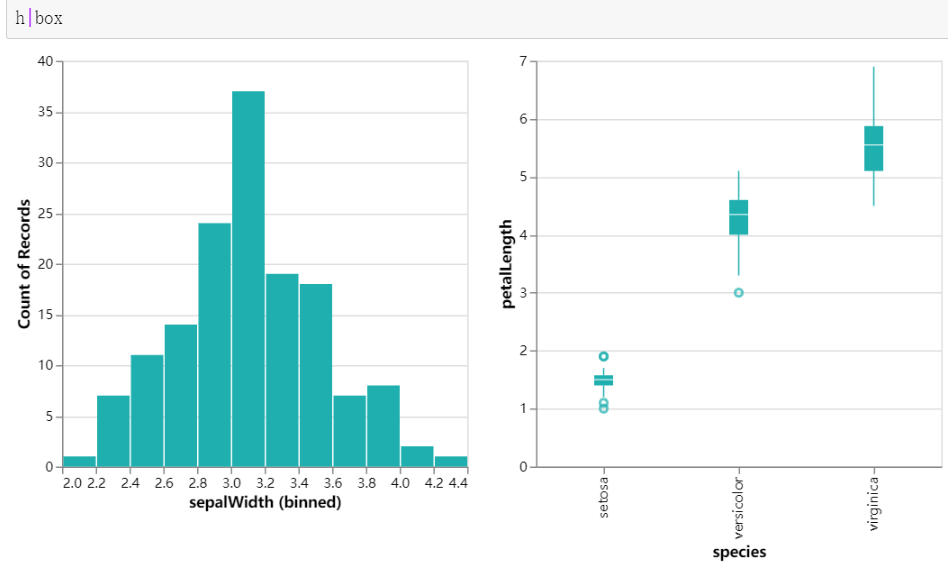 h|box
40
35
30
25
20
15
10
5
0
Count of Records
2.0 2.2 2.4 2.6 2.8 3.0 3.2 3.4 3.6 3.8 4.0 4.2 4.4
sepalWidth (binned)
7
6
5
4
3
2
1
0
petalLength
setosa
versicolor
virginica
species